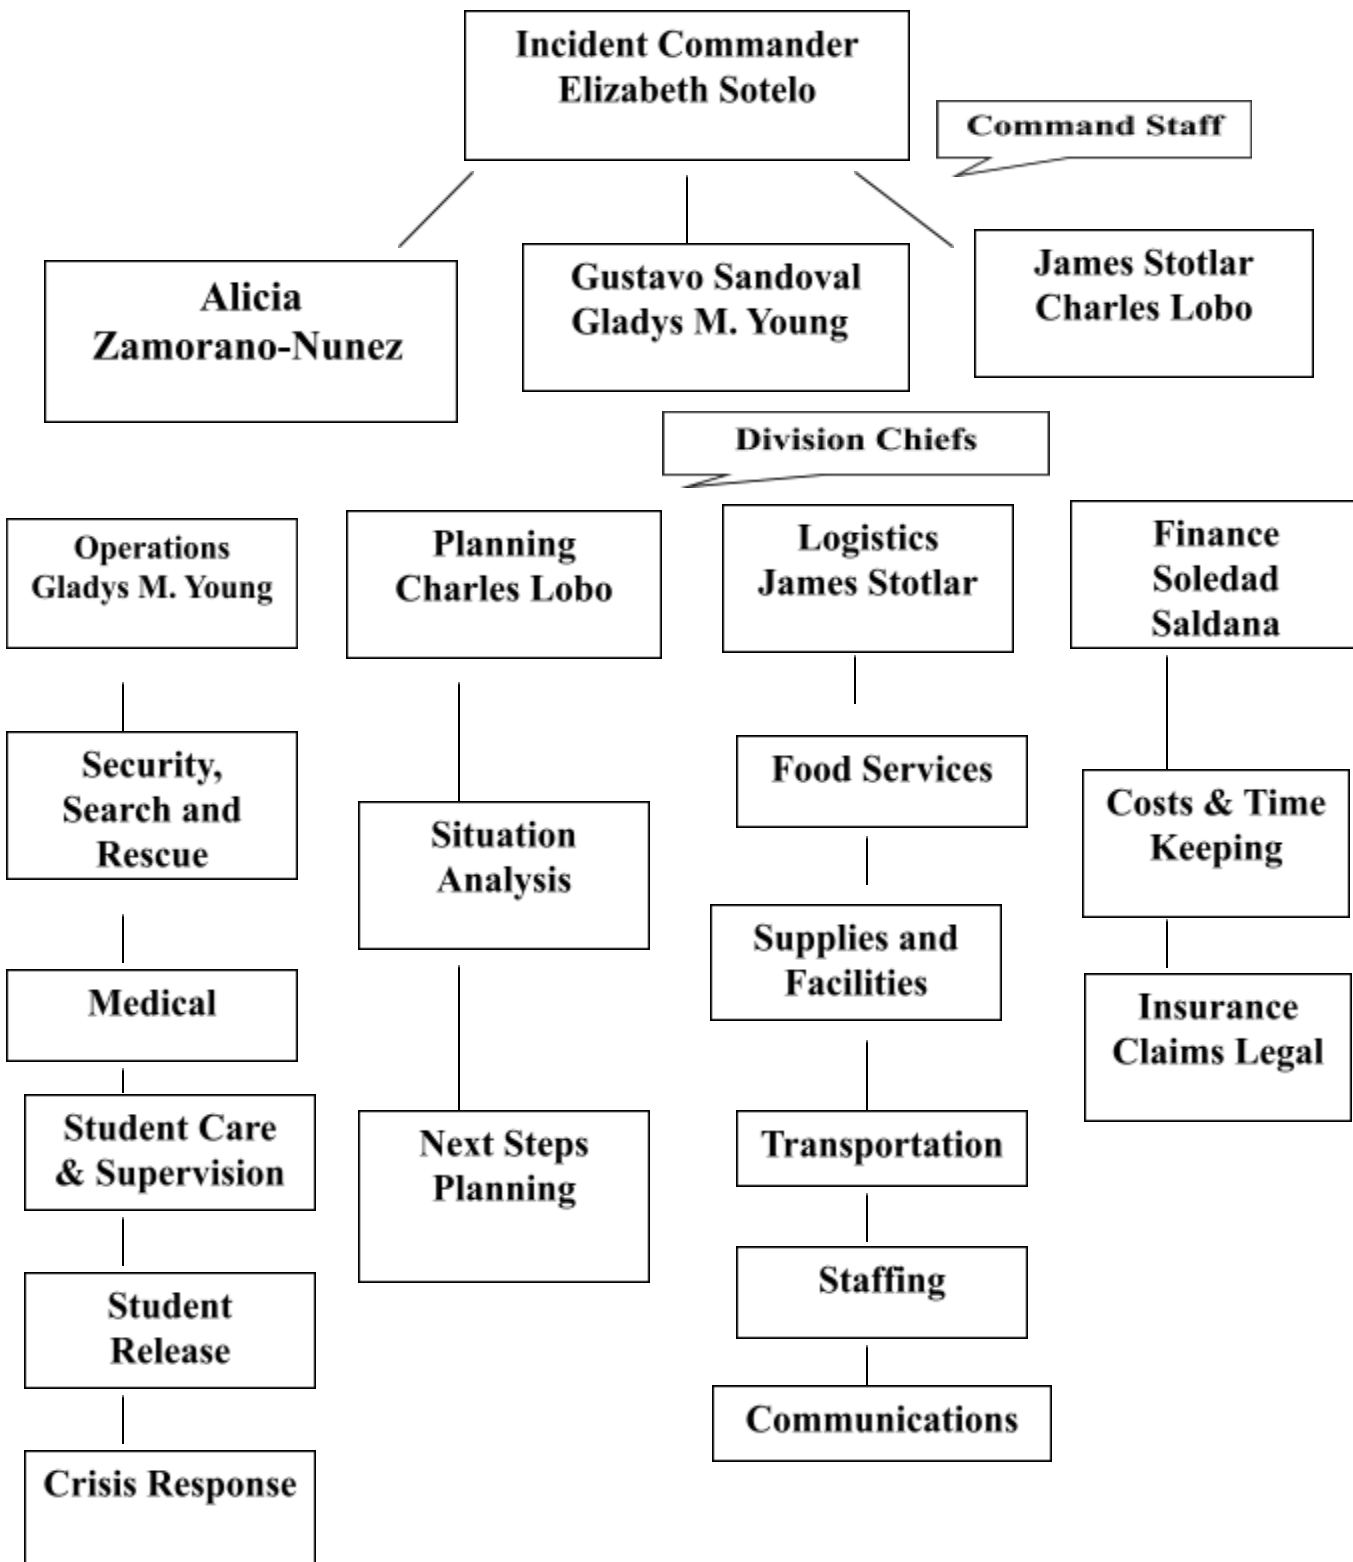 Incident Commander
Elizabeth Sotelo
Command Staff
Alicia
Zamorano-Nunez
Gustavo Sandoval
Gladys M. Young
James Stotlar
Charles Lobo
Division Chiefs
Operations
Gladys M. Young
Planning
Charles Lobo
Logistics
James Stotlar
Finance
Soledad
Saldana
Security,
Search and
Rescue
Medical
Student Care
& Supervision
Student
Release
Crisis Response
Situation
Analysis
Next Steps
Planning
Food Services
Supplies and
Facilities
Transportation
Staffing
Communications
Costs & Time
Keeping
Insurance
Claims Legal